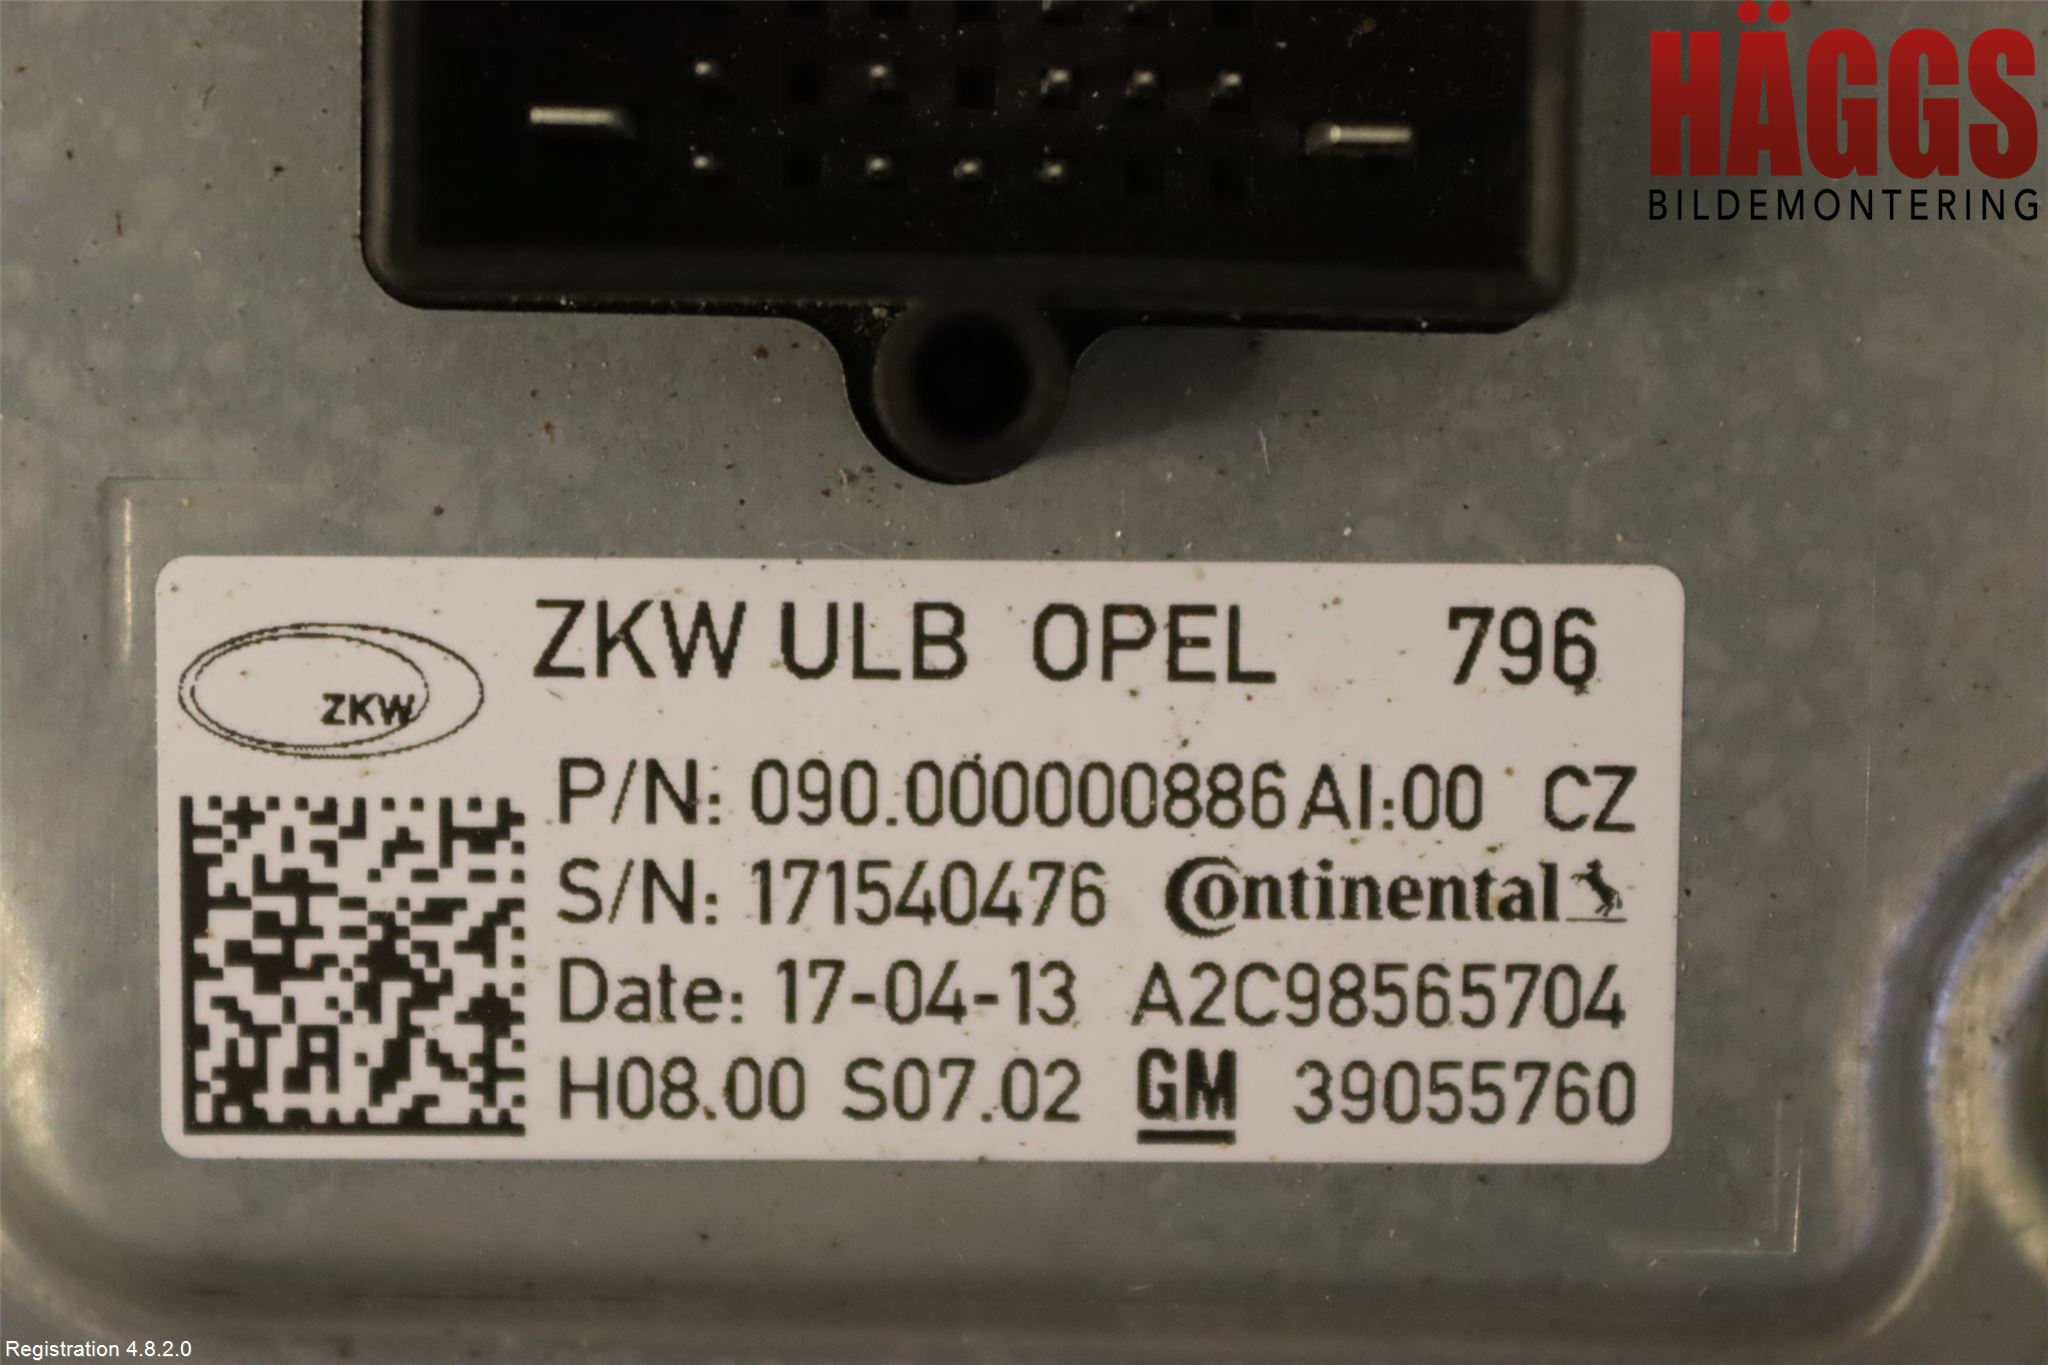 HÄGGS
BILDEMONTERING
ZKW ULB OPEL 796
ZKW
P/N: 090.000000886 AI:00 CZ
S/N: 171540476 Continental
Date: 17-04-13 A2C98565704
H08.00 S07.02 GM 39055760
Registration 4.8.2.0